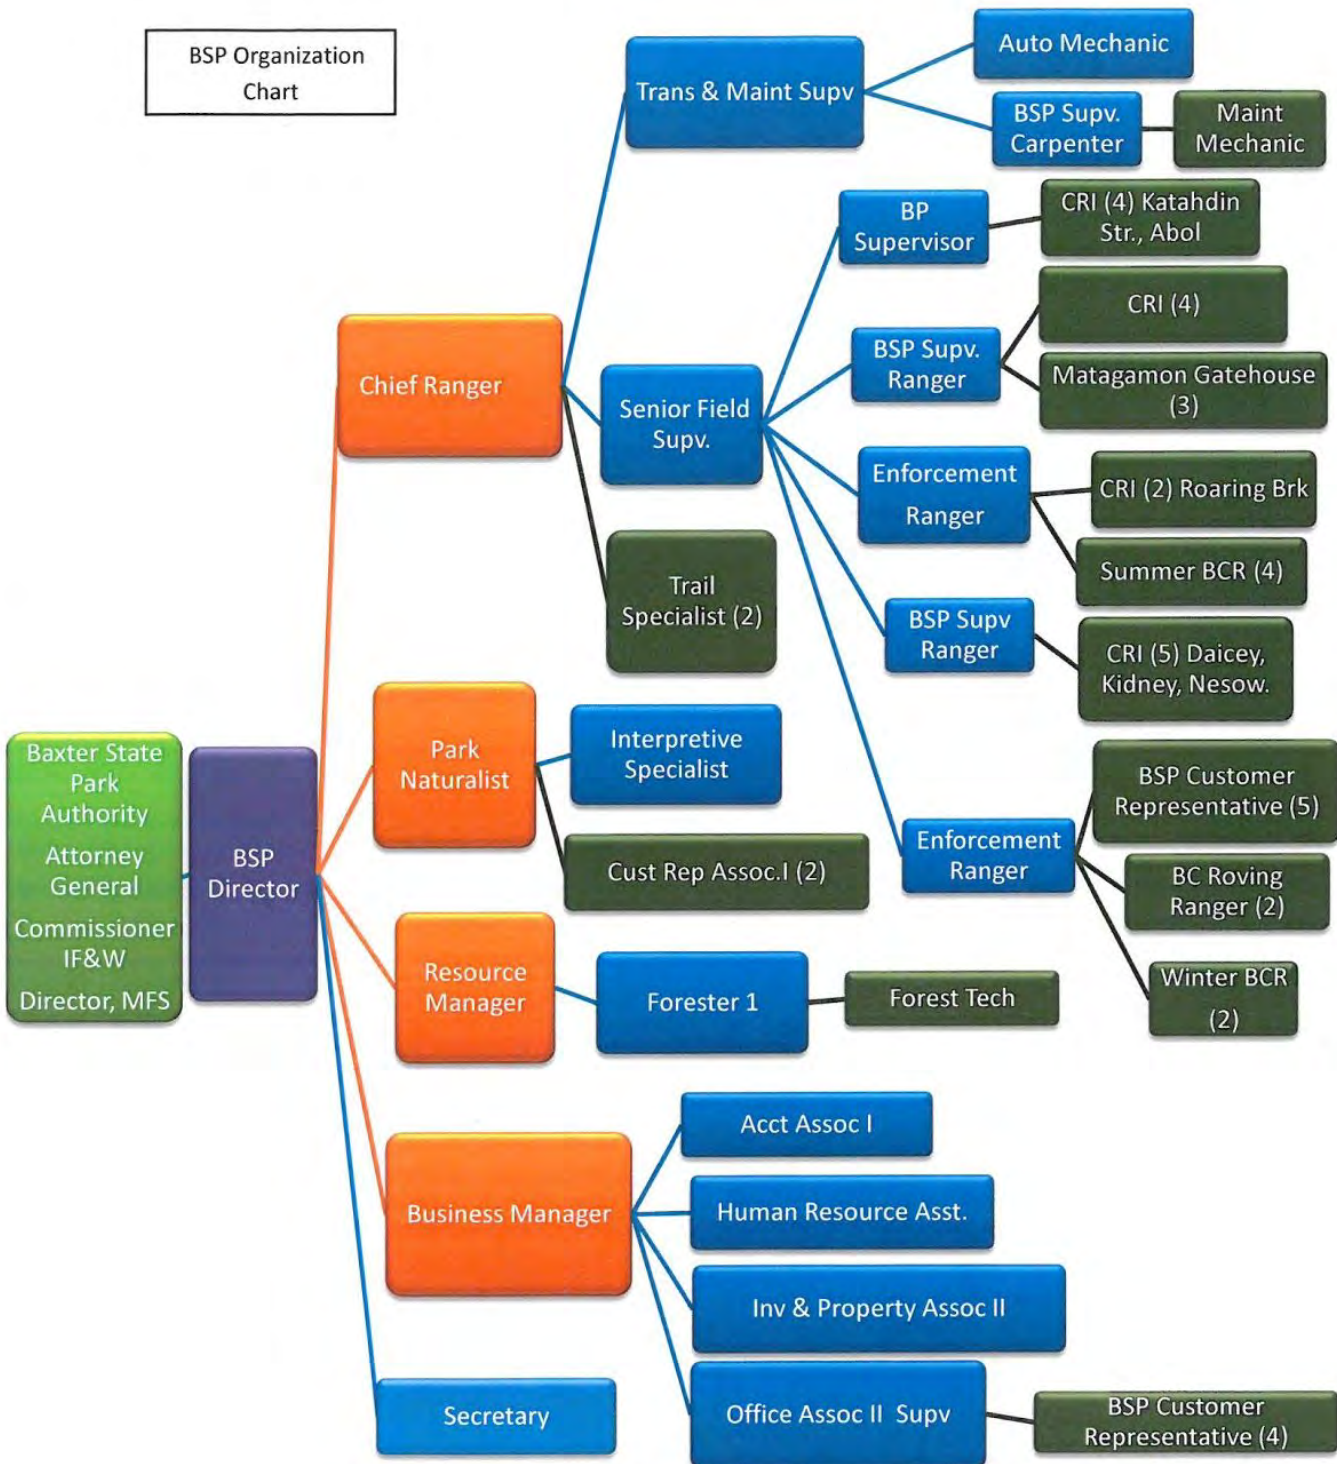 BSP Organization
Chart
Trans & Maint Supv
Auto Mechanic
BSP Supv.
Carpenter
Maint
Mechanic
Chief Ranger
Senior Field
Supv.
BP
Supervisor
CRI (4) Katahdin
Str., Abol
BSP Supv.
Ranger
CRI (4)
Matagamon Gatehouse
(3)
Enforcement
Ranger
CRI (2) Roaring Brk
Summer BCR (4)
BSP Supv
Ranger
CRI (5) Daicey,
Kidney, Nesow.
Enforcement
Ranger
BSP Customer
Representative (5)
BC Roving
Ranger (2)
Winter BCR
(2)
Trail
Specialist (2)
Baxter State
Park
Authority
Attorney
General
Commissioner
IF&W
Director, MFS
BSP
Director
Park
Naturalist
Interpretive
Specialist
Cust Rep Assoc.I (2)
Resource
Manager
Forester 1
Forest Tech
Business Manager
Acct Assoc I
Human Resource Asst.
Inv & Property Assoc II
Office Assoc II  Supv
BSP Customer
Representative (4)
Secretary